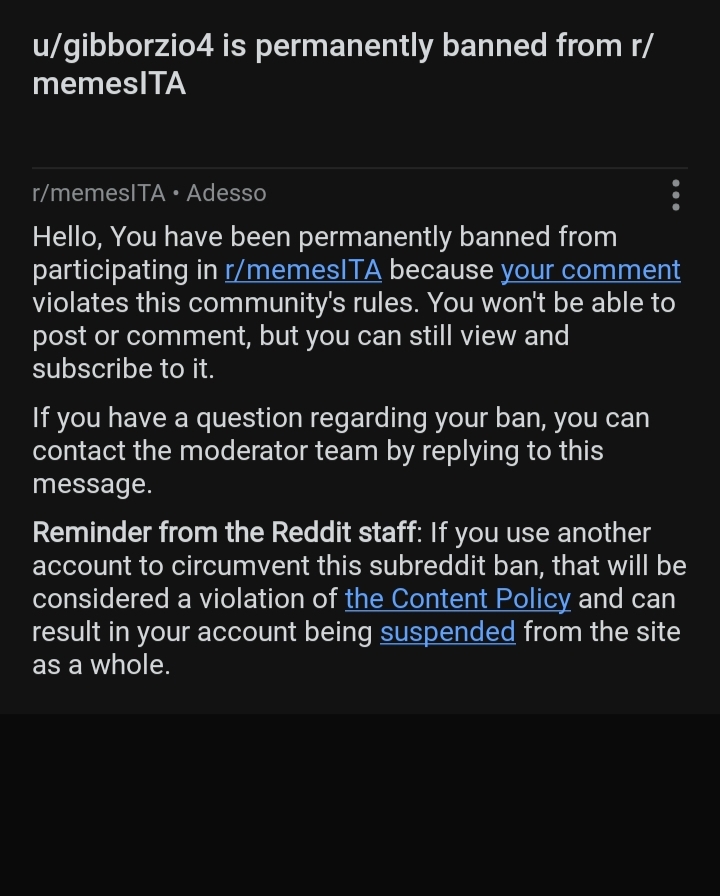 u/gibborzio4 is permanently banned from r/
memesITA
r/memesITA • Adesso
Hello, You have been permanently banned from
participating in r/memesITA because your comment
violates this community's rules. You won't be able to
post or comment, but you can still view and
subscribe to it.
If you have a question regarding your ban, you can
contact the moderator team by replying to this
message.
Reminder from the Reddit staff: If you use another
account to circumvent this subreddit ban, that will be
considered a violation of the Content Policy and can
result in your account being suspended from the site
as a whole.